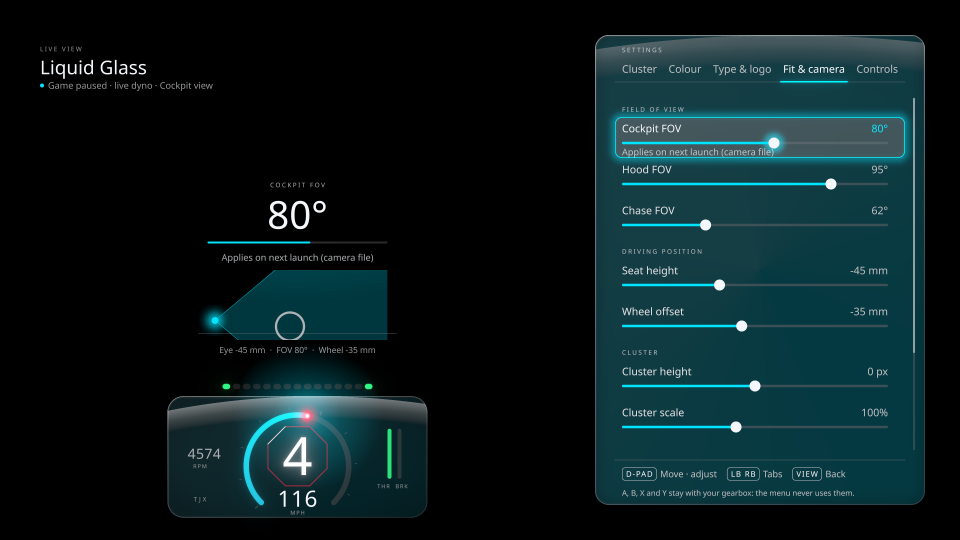 LIVE VIEW
Liquid Glass
Game paused · live dyno · Cockpit view
COCKPIT FOV
80°
Applies on next launch (camera file)
Eye -45 mm · FOV 80° · Wheel -35 mm
4574
RPM
TJX
4
116
MPH
THR BRK
SETTINGS
Cluster Colour Type & logo Fit & camera Controls
FIELD OF VIEW
Cockpit FOV 80°
Applies on next launch (camera file)
Hood FOV 95°
Chase FOV 62°
DRIVING POSITION
Seat height -45 mm
Wheel offset -35 mm
CLUSTER
Cluster height 0 px
Cluster scale 100%
D-PAD Move · adjust LB RB Tabs VIEW Back
A, B, X and Y stay with your gearbox: the menu never uses them.